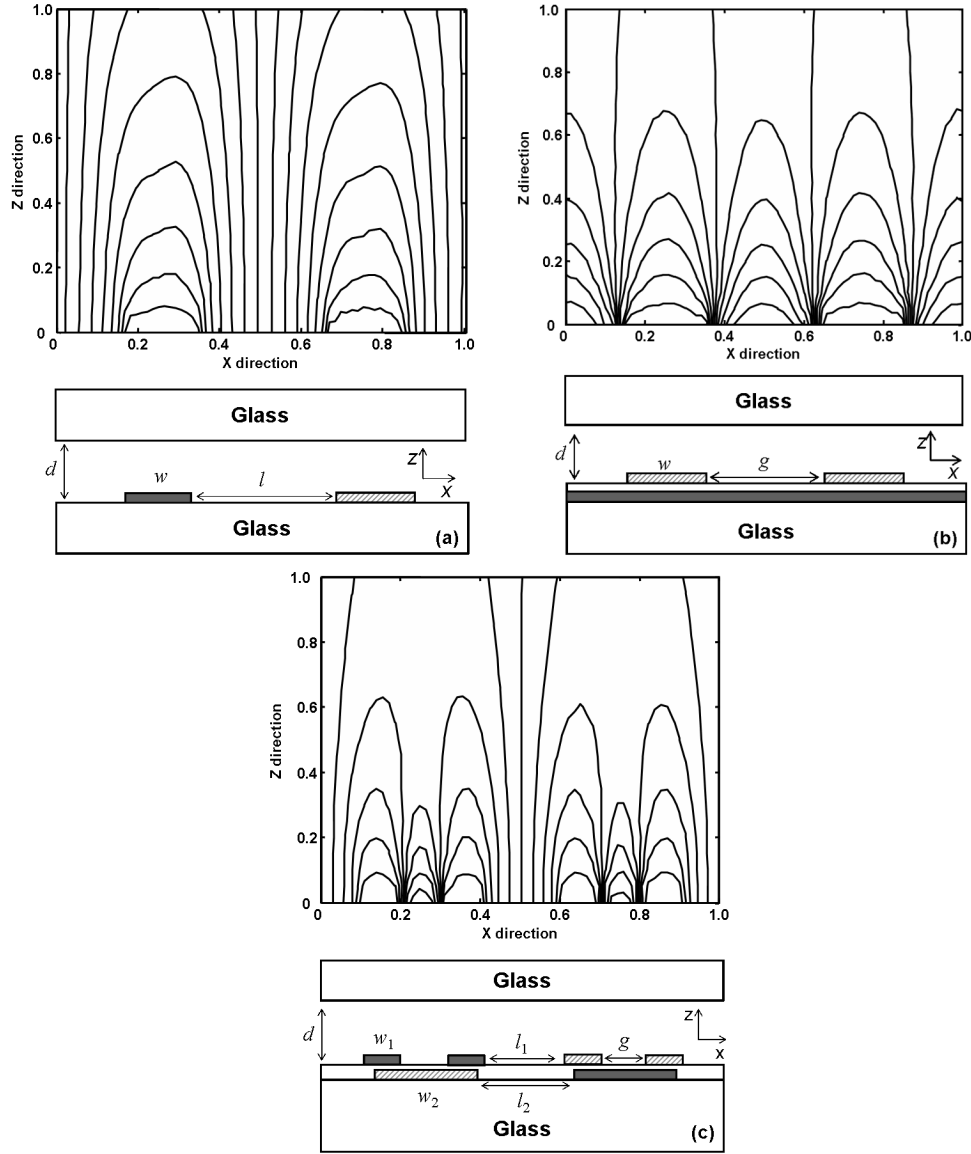 1.0
0.8
0.6
0.4
0.2
0
Z direction
0 0.2 0.4 0.6 0.8 1.0
X direction
Glass
d
w
l
z
x
Glass
(a)
1.0
0.8
0.6
0.4
0.2
0
Z direction
0 0.2 0.4 0.6 0.8 1.0
X direction
Glass
d
w
g
z
x
Glass
(b)
1.0
0.8
0.6
0.4
0.2
0
Z direction
0 0.2 0.4 0.6 0.8 1.0
X direction
Glass
d
w1
l1
g
z
x
w2
l2
Glass
(c)